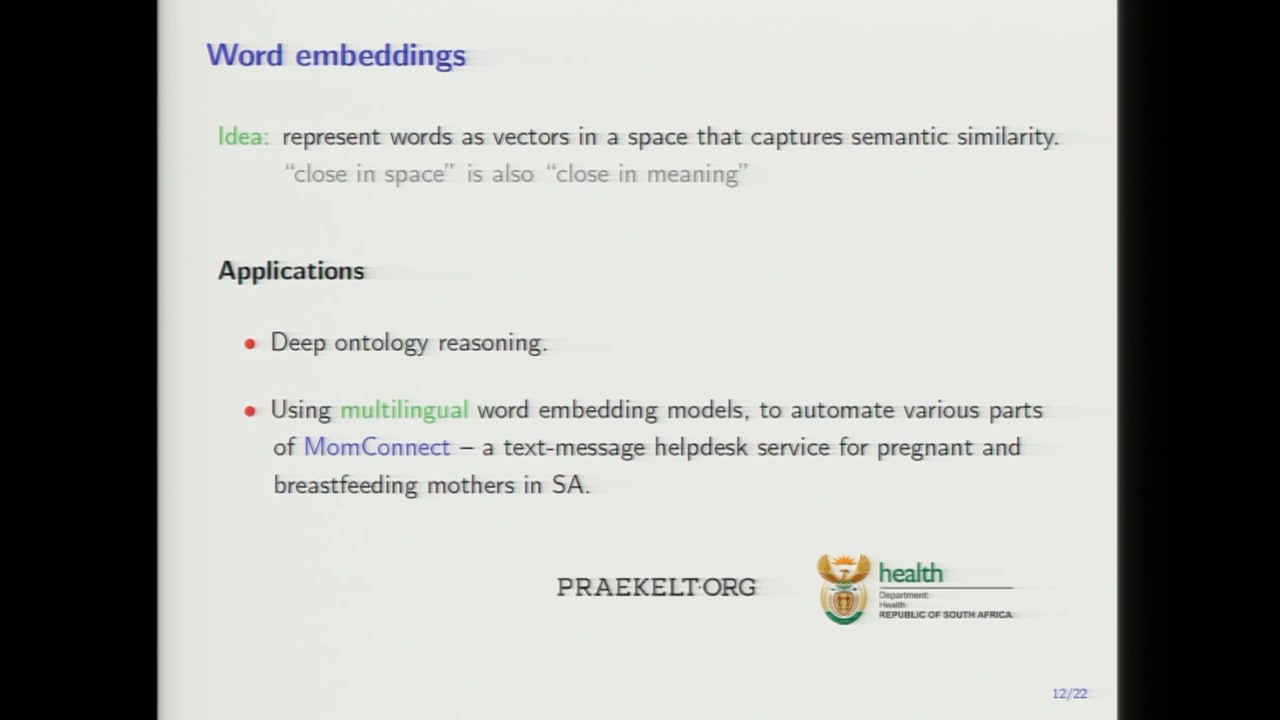 Word embeddings
Idea: represent words as vectors in a space that captures semantic similarity.
“close in space” is also “close in meaning”
Applications
• Deep ontology reasoning.
• Using multilingual word embedding models, to automate various parts
of MomConnect – a text-message helpdesk service for pregnant and
breastfeeding mothers in SA.
PRAEKELT·ORG
health
Department:
Health
REPUBLIC OF SOUTH AFRICA
12/22